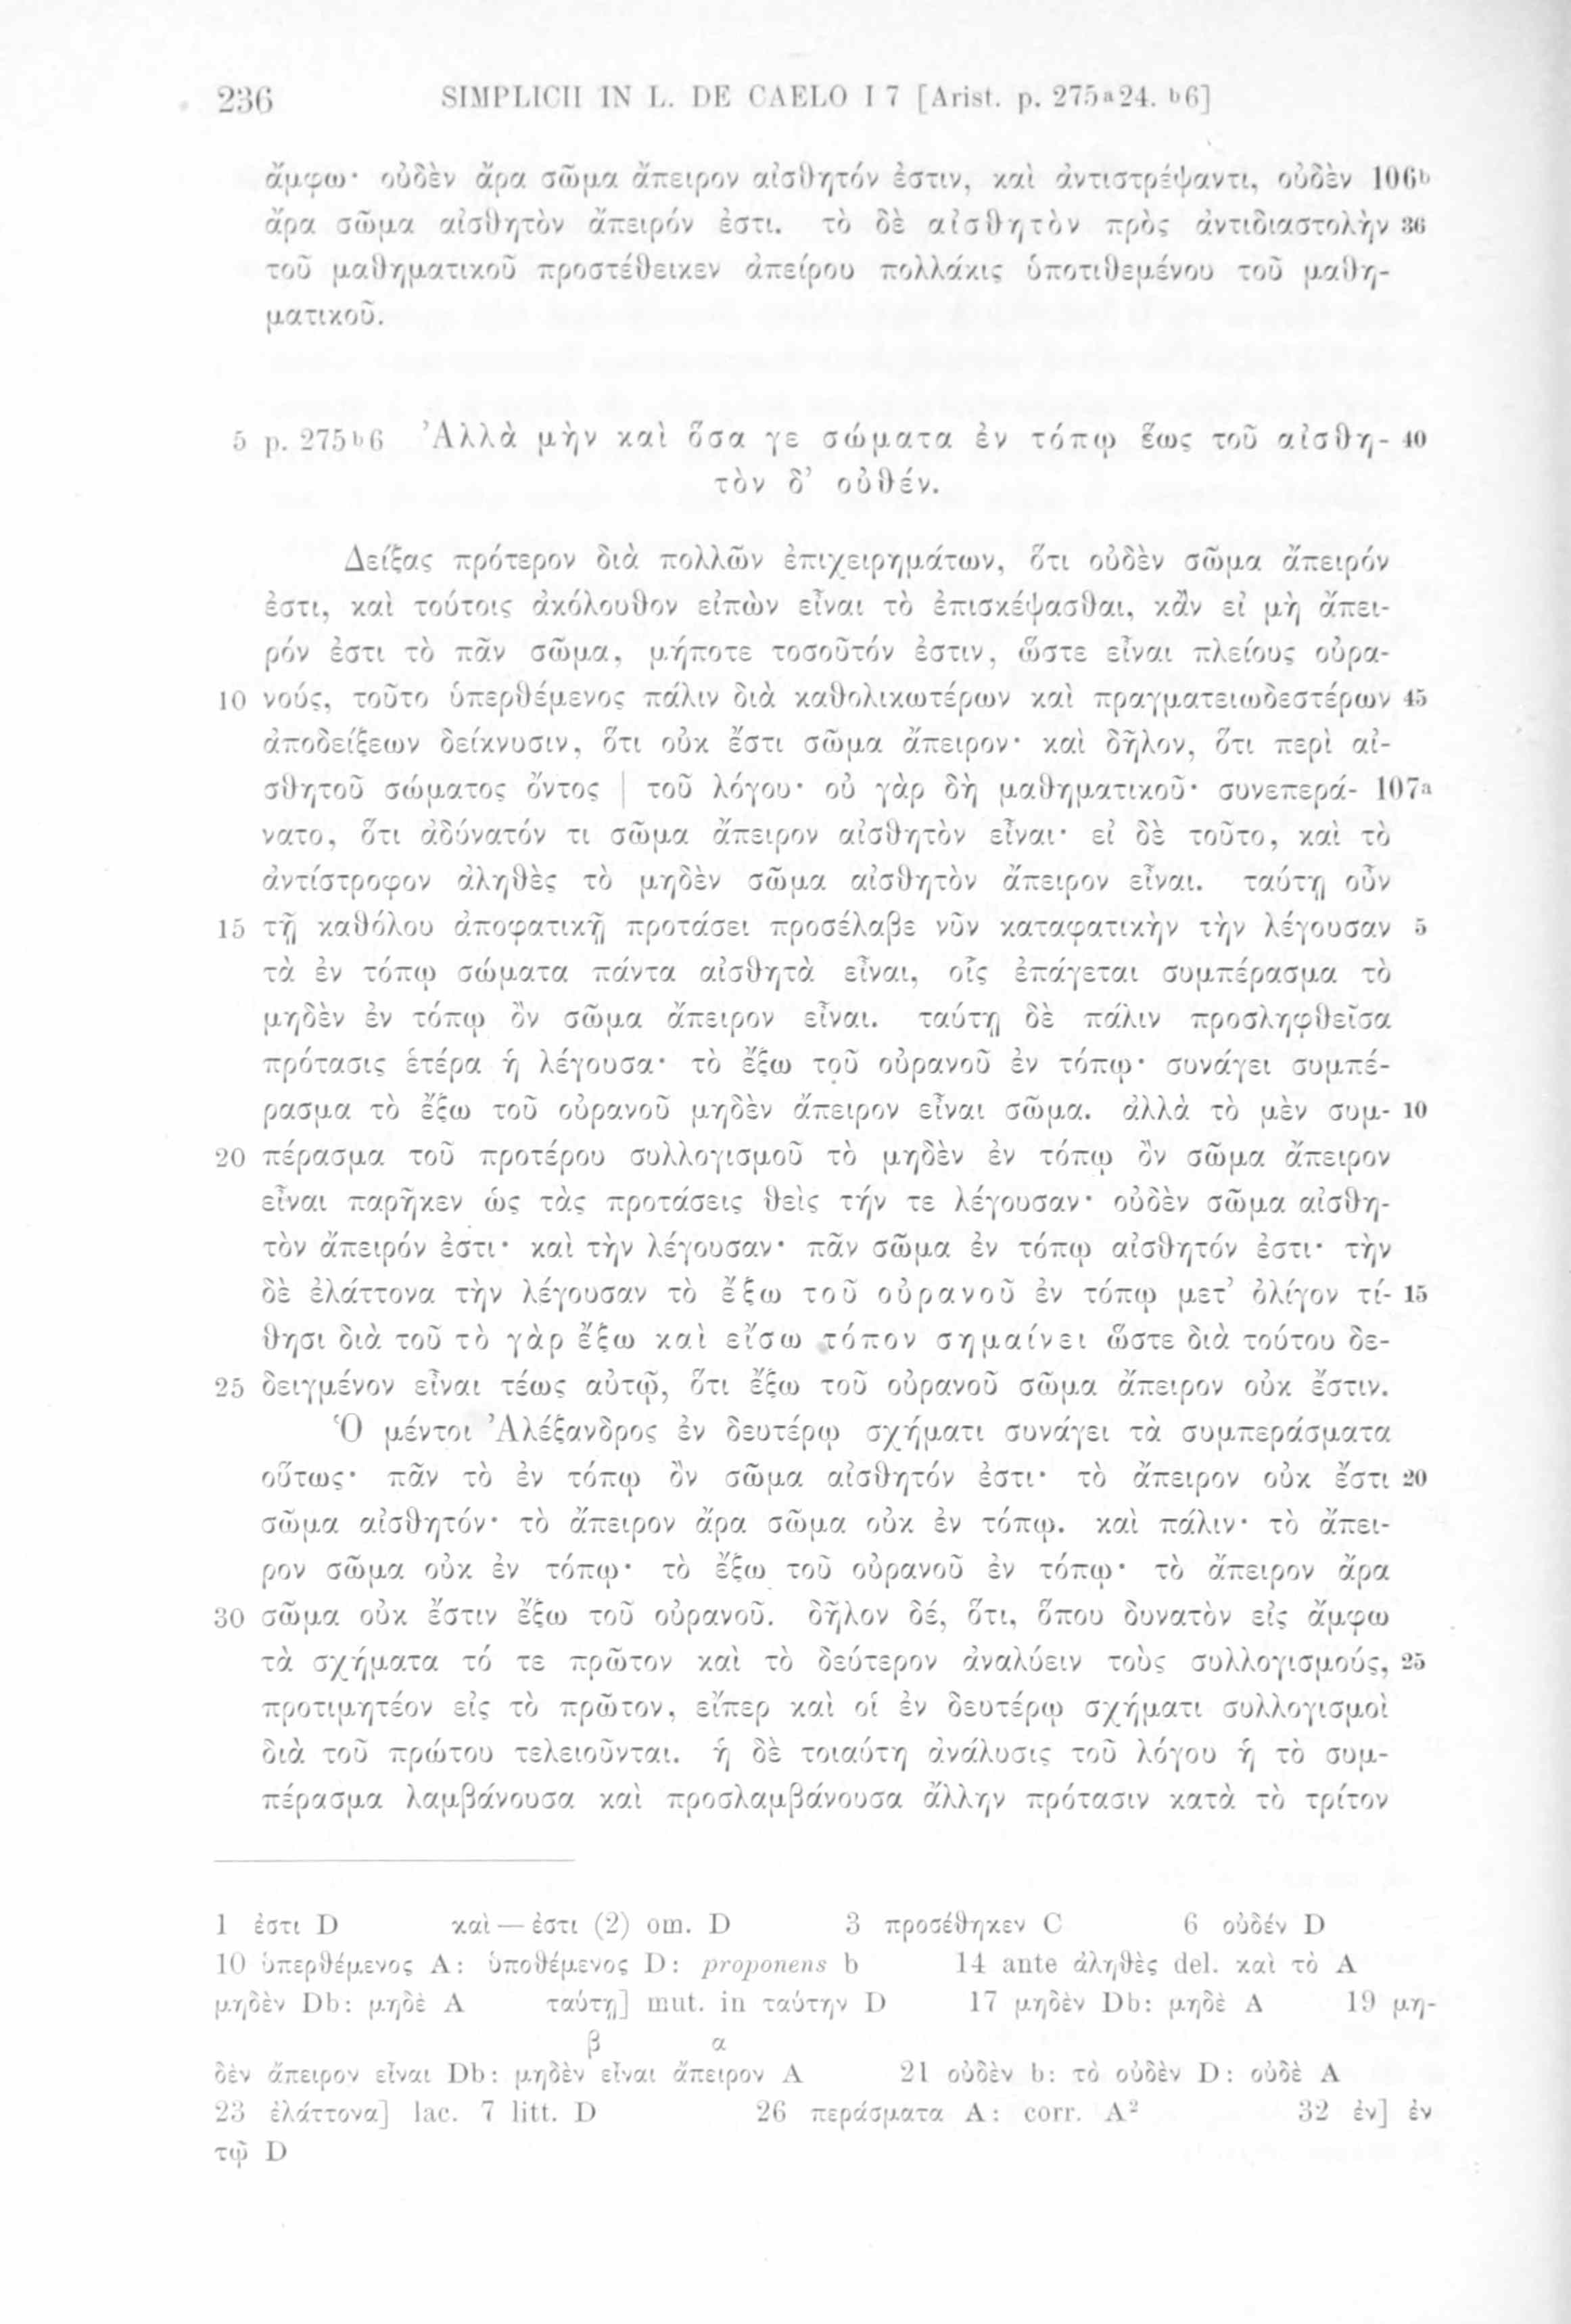 236 SIMPLICII IN L. DE CAELO I 7 [Arist. p. 275a24. b6]
ἄμφω· οὐδὲν ἄρα σῶμα ἄπειρον αἰσθητόν ἐστιν, καὶ ἀντιστρέψαντι, οὐδὲν 106b
ἄρα σῶμα αἰσθητὸν ἄπειρόν ἐστι. τὸ δὲ αἰσθητὸν πρὸς ἀντιδιαστολὴν 36
τοῦ μαθηματικοῦ προστέθεικεν ἀπείρου πολλάκις ὑποτιθεμένου τοῦ μαθη-
ματικοῦ.
5 p. 275b6 Ἀλλὰ μὴν καὶ ὅσα γε σώματα ἐν τόπῳ ἕως τοῦ αἰσθη- 40
τὸν δ’ οὐθέν.
Δείξας πρότερον διὰ πολλῶν ἐπιχειρημάτων, ὅτι οὐδὲν σῶμα ἄπειρόν
ἐστι, καὶ τούτοις ἀκόλουθον εἰπὼν εἶναι τὸ ἐπισκέψασθαι, κἂν εἰ μὴ ἄπει-
ρόν ἐστι τὸ πᾶν σῶμα, μήποτε τοσοῦτόν ἐστιν, ὥστε εἶναι πλείους οὐρα-
10 νούς, τοῦτο ὑπερθέμενος πάλιν διὰ καθολικωτέρων καὶ πραγματειωδεστέρων 45
ἀποδείξεων δείκνυσιν, ὅτι οὐκ ἔστι σῶμα ἄπειρον· καὶ δῆλον, ὅτι περὶ αἰ-
σθητοῦ σώματος ὄντος | τοῦ λόγου· οὐ γὰρ δὴ μαθηματικοῦ· συνεπερά- 107a
νατο, ὅτι ἀδύνατόν τι σῶμα ἄπειρον αἰσθητὸν εἶναι· εἰ δὲ τοῦτο, καὶ τὸ
ἀντίστροφον ἀληθὲς τὸ μηδὲν σῶμα αἰσθητὸν ἄπειρον εἶναι. ταύτῃ οὖν
15 τῇ καθόλου ἀποφατικῇ προτάσει προσέλαβε νῦν καταφατικὴν τὴν λέγουσαν 5
τὰ ἐν τόπῳ σώματα πάντα αἰσθητὰ εἶναι, οἷς ἐπάγεται συμπέρασμα τὸ
μηδὲν ἐν τόπῳ ὂν σῶμα ἄπειρον εἶναι. ταύτῃ δὲ πάλιν προσληφθεῖσα
πρότασις ἑτέρα ἡ λέγουσα· τὸ ἔξω τοῦ οὐρανοῦ ἐν τόπῳ· συνάγει συμπέ-
ρασμα τὸ ἔξω τοῦ οὐρανοῦ μηδὲν ἄπειρον εἶναι σῶμα. ἀλλὰ τὸ μὲν συμ- 10
20 πέρασμα τοῦ προτέρου συλλογισμοῦ τὸ μηδὲν ἐν τόπῳ ὂν σῶμα ἄπειρον
εἶναι παρῆκεν ὡς τὰς προτάσεις θεὶς τήν τε λέγουσαν· οὐδὲν σῶμα αἰσθη-
τὸν ἄπειρόν ἐστι· καὶ τὴν λέγουσαν· πᾶν σῶμα ἐν τόπῳ αἰσθητόν ἐστι· τὴν
δὲ ἐλάττονα τὴν λέγουσαν τὸ ἔξω τοῦ οὐρανοῦ ἐν τόπῳ μετ’ ὀλίγον τί- 15
θησι διὰ τοῦ τὸ γὰρ ἔξω καὶ εἴσω τόπον σημαίνει ὥστε διὰ τούτου δε-
25 δειγμένον εἶναι τέως αὐτῷ, ὅτι ἔξω τοῦ οὐρανοῦ σῶμα ἄπειρον οὐκ ἔστιν.
Ὁ μέντοι Ἀλέξανδρος ἐν δευτέρῳ σχήματι συνάγει τὰ συμπεράσματα
οὕτως· πᾶν τὸ ἐν τόπῳ ὂν σῶμα αἰσθητόν ἐστι· τὸ ἄπειρον οὐκ ἔστι 20
σῶμα αἰσθητόν· τὸ ἄπειρον ἄρα σῶμα οὐκ ἐν τόπῳ. καὶ πάλιν· τὸ ἄπει-
ρον σῶμα οὐκ ἐν τόπῳ· τὸ ἔξω τοῦ οὐρανοῦ ἐν τόπῳ· τὸ ἄπειρον ἄρα
30 σῶμα οὐκ ἔστιν ἔξω τοῦ οὐρανοῦ. δῆλον δέ, ὅτι, ὅπου δυνατὸν εἰς ἄμφω
τὰ σχήματα τό τε πρῶτον καὶ τὸ δεύτερον ἀναλύειν τοὺς συλλογισμούς, 25
προτιμητέον εἰς τὸ πρῶτον, εἴπερ καὶ οἱ ἐν δευτέρῳ σχήματι συλλογισμοὶ
διὰ τοῦ πρώτου τελειοῦνται. ἡ δὲ τοιαύτη ἀνάλυσις τοῦ λόγου ἡ τὸ συμ-
πέρασμα λαμβάνουσα καὶ προσλαμβάνουσα ἄλλην πρότασιν κατὰ τὸ τρίτον
1 ἐστι D καὶ — ἐστι (2) om. D 3 προσέθηκεν C 6 οὐδέν D
10 ὑπερθέμενος A: ὑποθέμενος D: proponens b 14 ante ἀληθὲς del. καὶ τὸ A
μηδὲν Db: μηδὲ A ταύτῃ] mut. in ταύτην D 17 μηδὲν Db: μηδὲ A 19 μη-
β α
δὲν ἄπειρον εἶναι Db: μηδὲν εἶναι ἄπειρον A 21 οὐδὲν b: τὸ οὐδὲν D: οὐδὲ A
23 ἐλάττονα] lac. 7 litt. D 26 περάσματα A: corr. A2 32 ἐν] ἐν
τῷ D